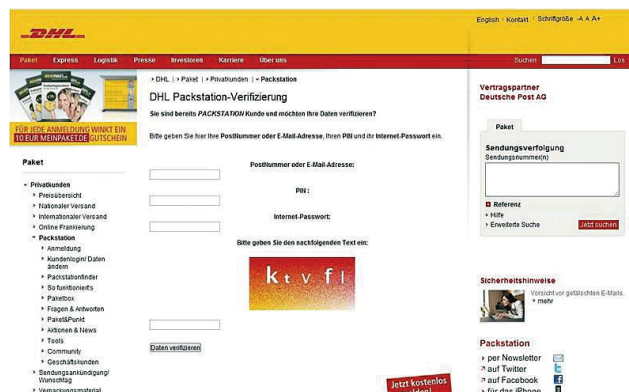 English Kontakt Schriftgröße -A A A+
DHL
Paket Express Logistik Presse Investoren Karriere Über uns Suchen Los
DHL | Paket | Privatkunden | Packstation
DHL Packstation-Verifizierung
Sie sind bereits PACKSTATION Kunde und möchten Ihre Daten verifizieren?
Bitte geben Sie hier Ihre Postnummer oder E-Mail-Adresse, Ihren PIN und ihr Internet-Passwort ein.
Postnummer oder E-Mail-Adresse:
PIN :
Internet-Passwort:
Bitte geben Sie den nachfolgenden Text ein:
k t v f l
Daten verifizieren
Jetzt kostenlos
FÜR JEDE ANMELDUNG WINKT EIN
10 EUR MEINPAKET.DE GUTSCHEIN
Paket
Privatkunden
Preisübersicht
Nationaler Versand
Internationaler Versand
Online Frankierung
Packstation
Anmeldung
Kundenlogin/ Daten
ändern
Packstationfinder
So funktioniert's
Paketbox
Fragen & Antworten
Paket&Punkt
Aktionen & News
Tools
Community
Geschäftskunden
Sendungsankündigung/
Wunschtag
Verpackungsmaterial
Vertragspartner
Deutsche Post AG
Paket
Sendungsverfolgung
Sendungsnummer(n)
Referenz
Hilfe
Erweiterte Suche
Jetzt suchen
Sicherheitshinweise
Vorsicht vor gefälschten E-Mails.
mehr
Packstation
per Newsletter
auf Twitter
auf Facebook
für das iPhone